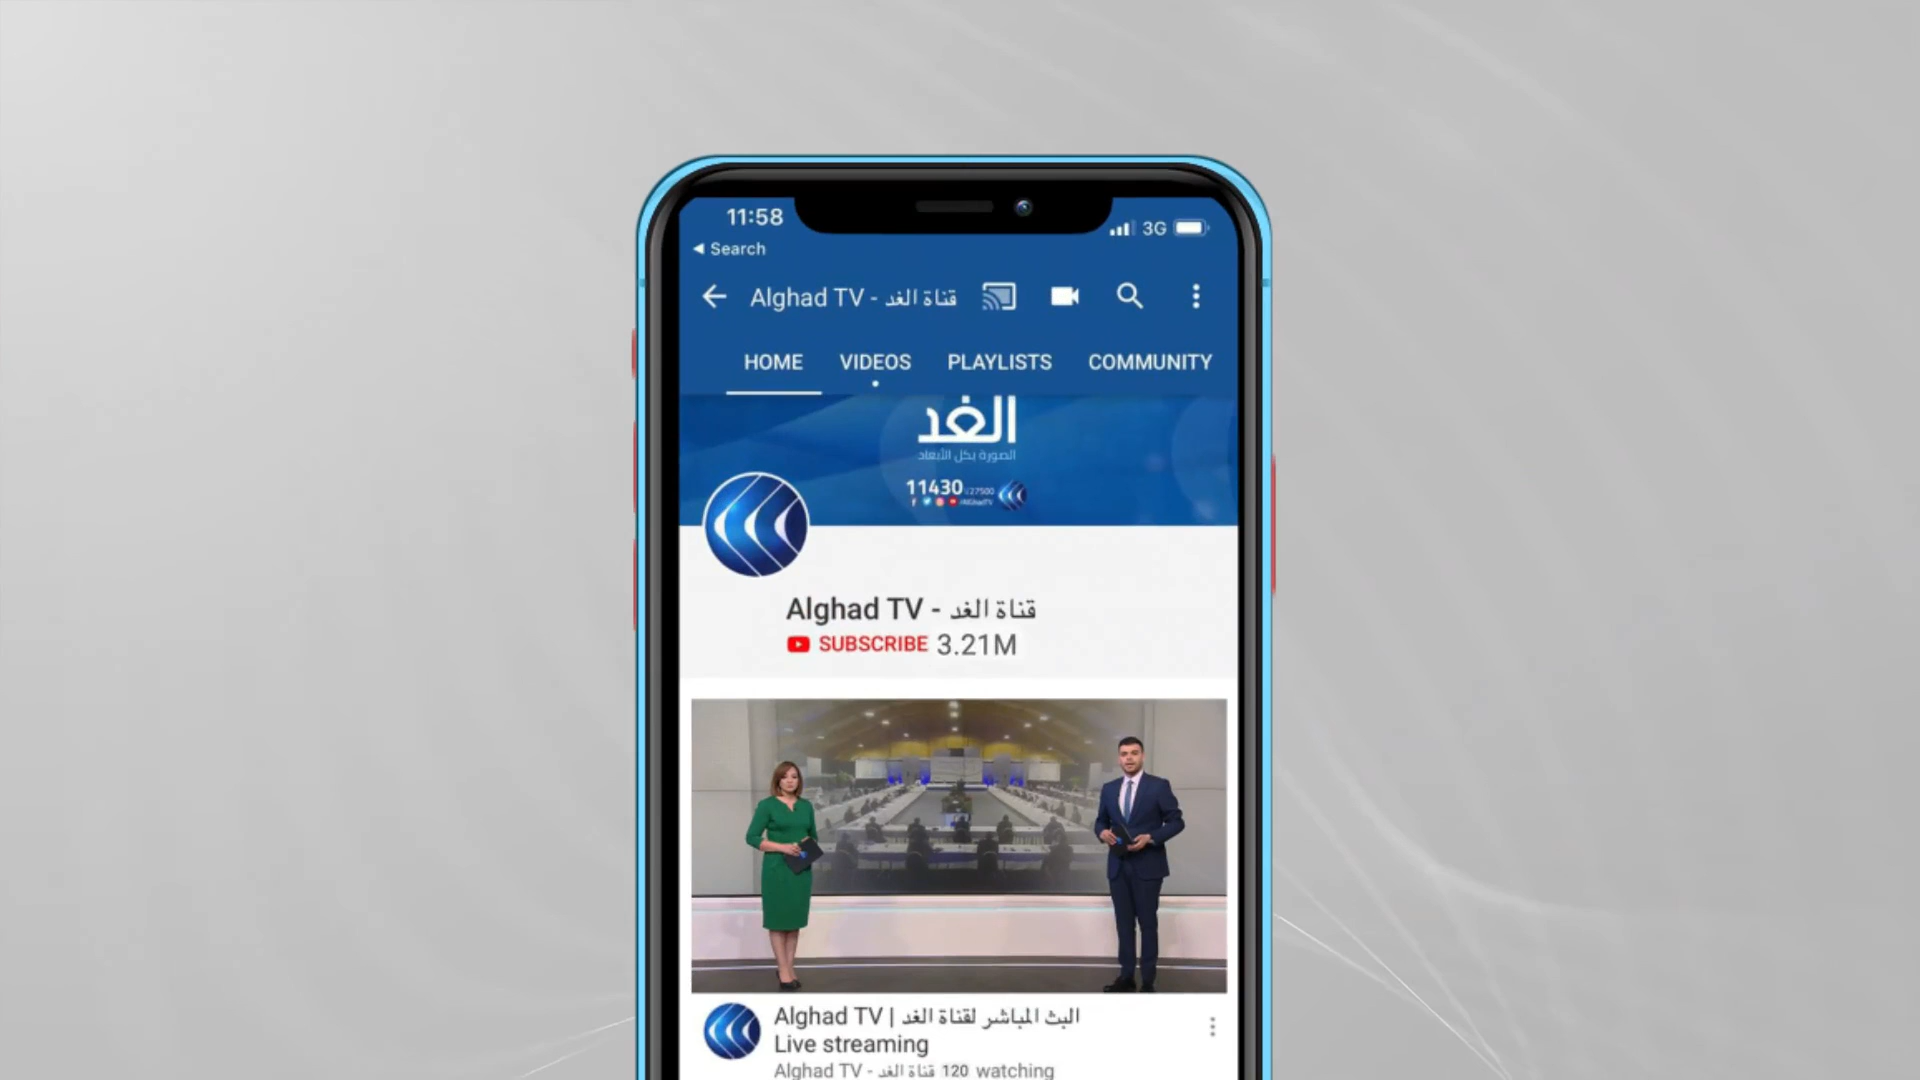 11:58
3G
◀ Search
Alghad TV - قناة الغد
HOME VIDEOS PLAYLISTS COMMUNITY
الغد
الصورة بكل الأبعاد
11430
27500
Alghad TV - قناة الغد
SUBSCRIBE 3.21M
Alghad TV | البث المباشر لقناة الغد
Live streaming
Alghad TV - قناة الغد 120 watching